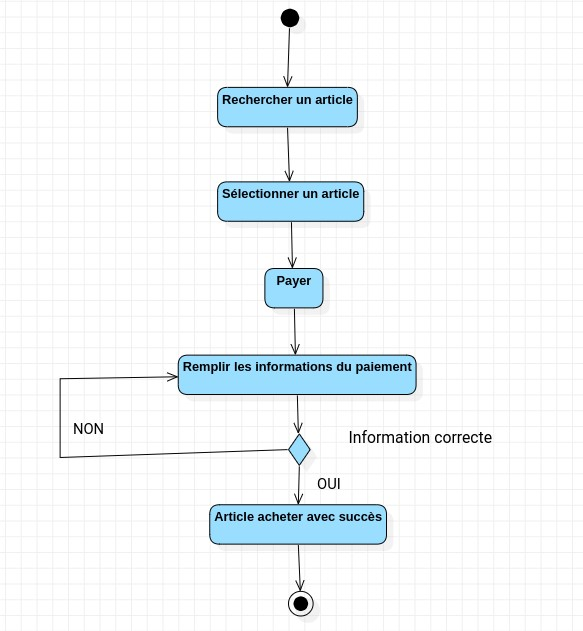 Rechercher un article
Sélectionner un article
Payer
Remplir les informations du paiement
NON
Information correcte
OUI
Article acheter avec succès